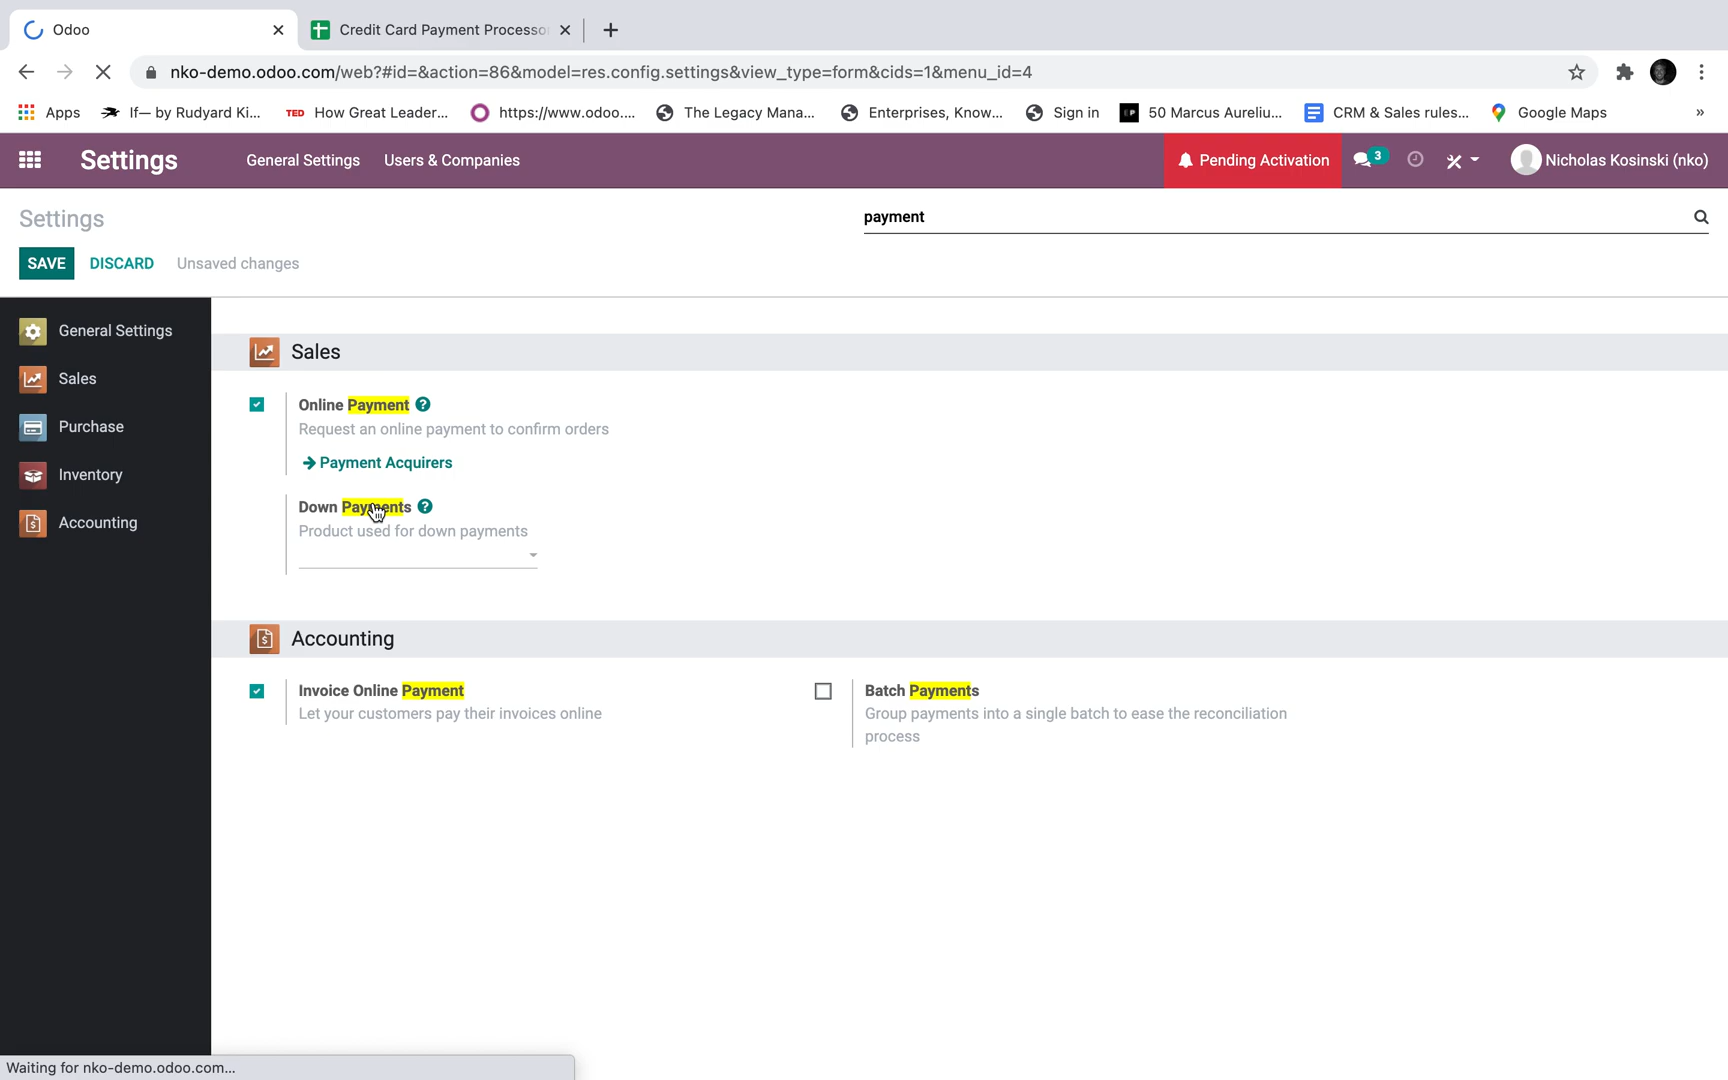 Odoo
Credit Card Payment Processo
nko-demo.odoo.com/web?#id=&action=86&model=res.config.settings&view_type=form&cids=1&menu_id=4
Apps
If— by Rudyard Ki...
TED How Great Leader...
https://www.odoo....
The Legacy Mana...
Enterprises, Know...
Sign in
50 Marcus Aureliu...
CRM & Sales rules...
Google Maps
»
Settings
General Settings
Users & Companies
Pending Activation
3
Nicholas Kosinski (nko)
Settings
payment
SAVE
DISCARD
Unsaved changes
General Settings
Sales
Purchase
Inventory
Accounting
Sales
Online Payment ?
Request an online payment to confirm orders
Payment Acquirers
Down Payments ?
Product used for down payments
Accounting
Invoice Online Payment
Let your customers pay their invoices online
Batch Payments
Group payments into a single batch to ease the reconciliation
process
Waiting for nko-demo.odoo.com...